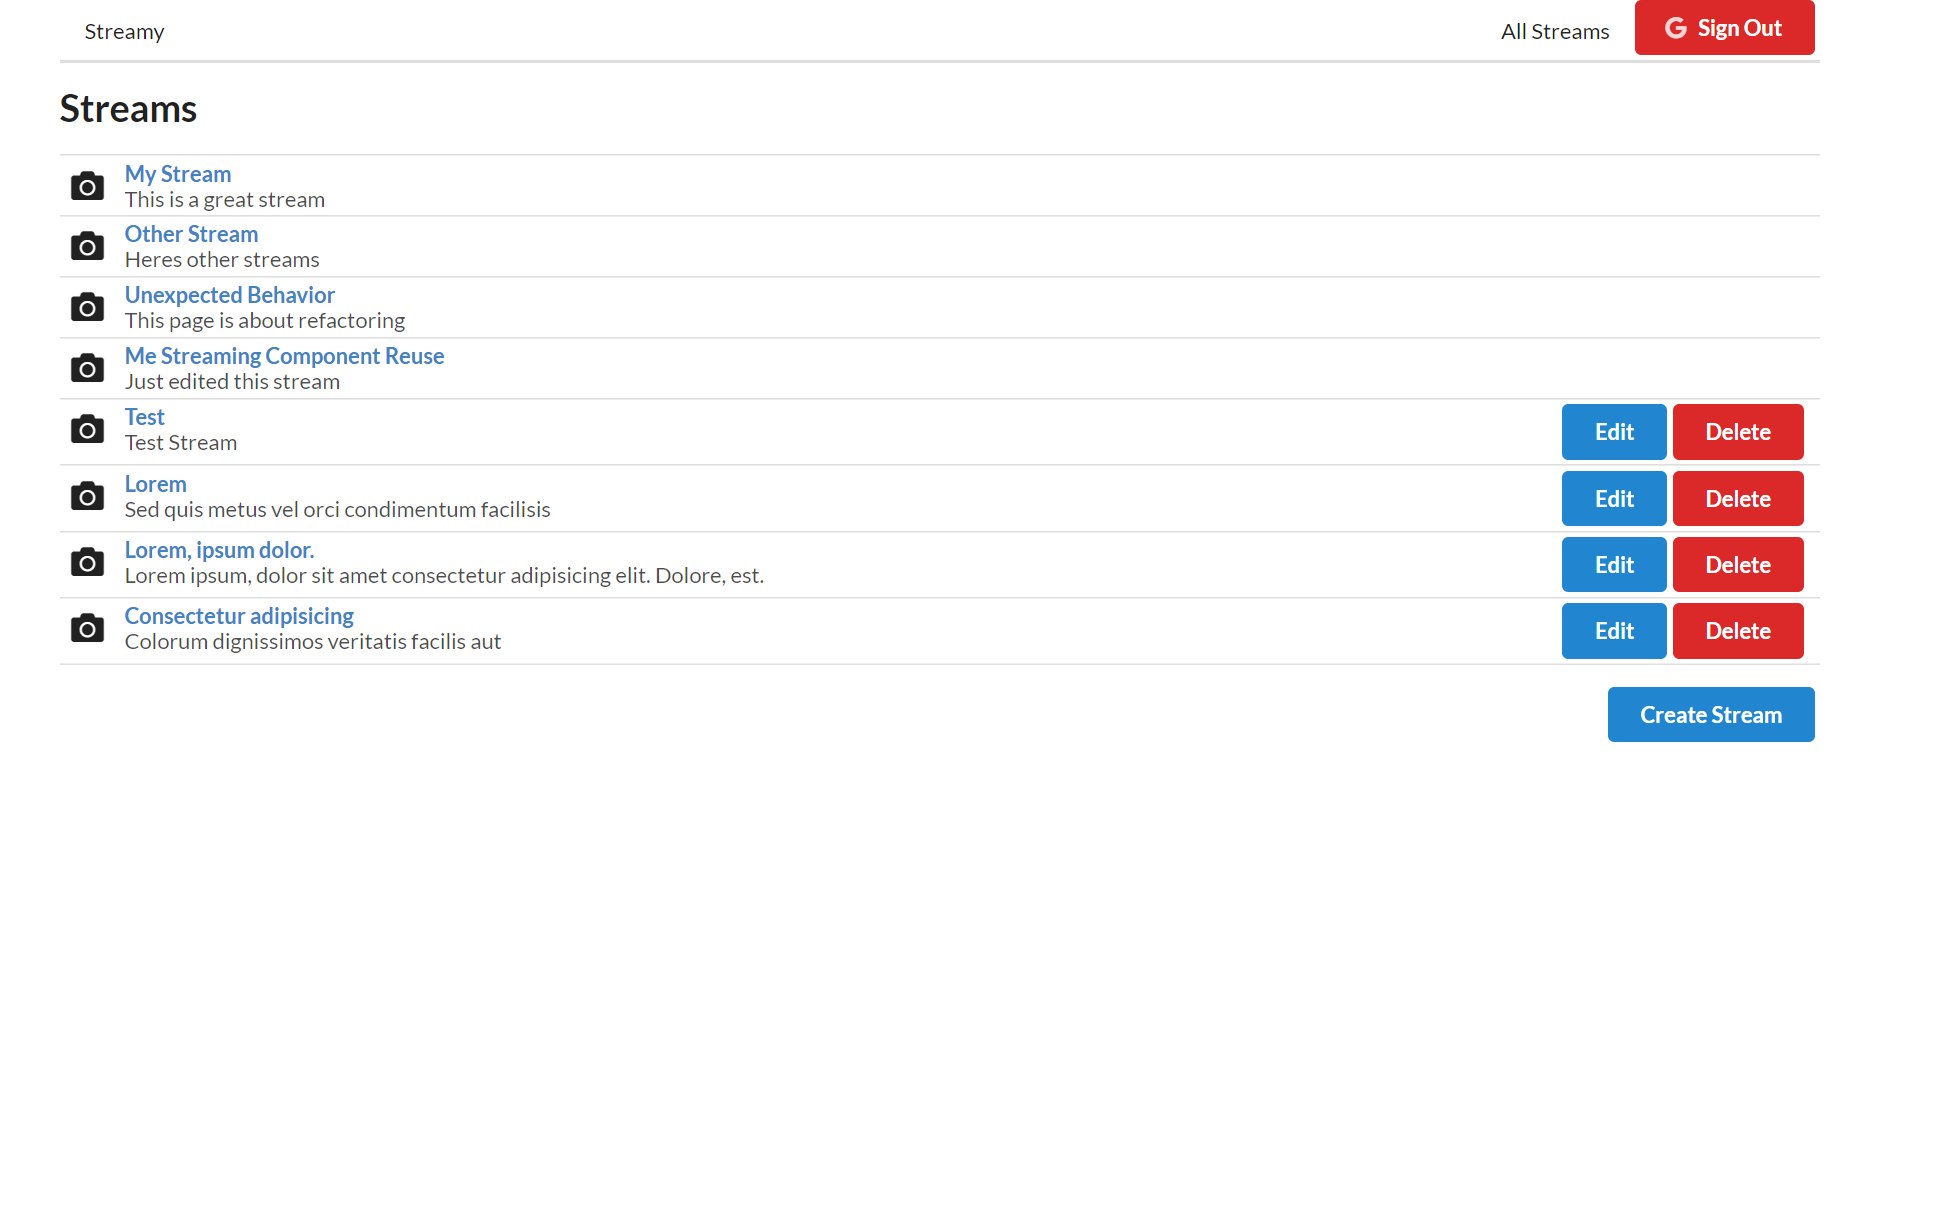 Streamy
All Streams
Sign Out
Streams
My Stream
This is a great stream
Other Stream
Heres other streams
Unexpected Behavior
This page is about refactoring
Me Streaming Component Reuse
Just edited this stream
Test
Test Stream
Edit
Delete
Lorem
Sed quis metus vel orci condimentum facilisis
Edit
Delete
Lorem, ipsum dolor.
Lorem ipsum, dolor sit amet consectetur adipisicing elit. Dolore, est.
Edit
Delete
Consectetur adipisicing
Colorum dignissimos veritatis facilis aut
Edit
Delete
Create Stream